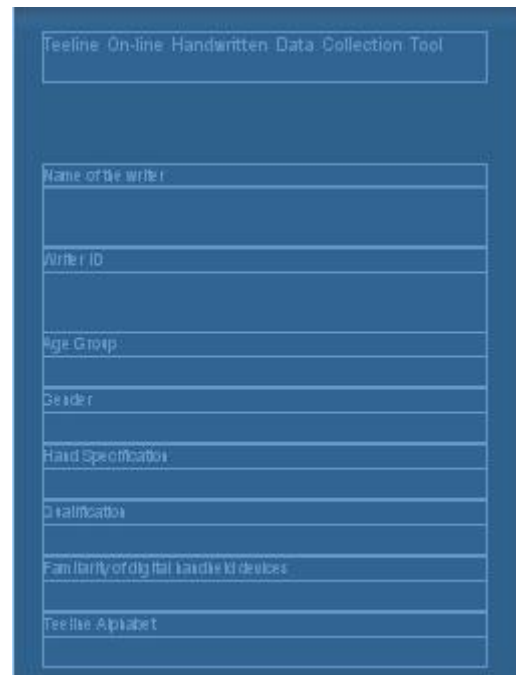 Teeline On-line Handwritten Data Collection Tool
Name of the writer
Writer ID
Age Group
Gender
Hand Specification
Qualification
Familarity of digital handheld devices
Teeline Alphabet